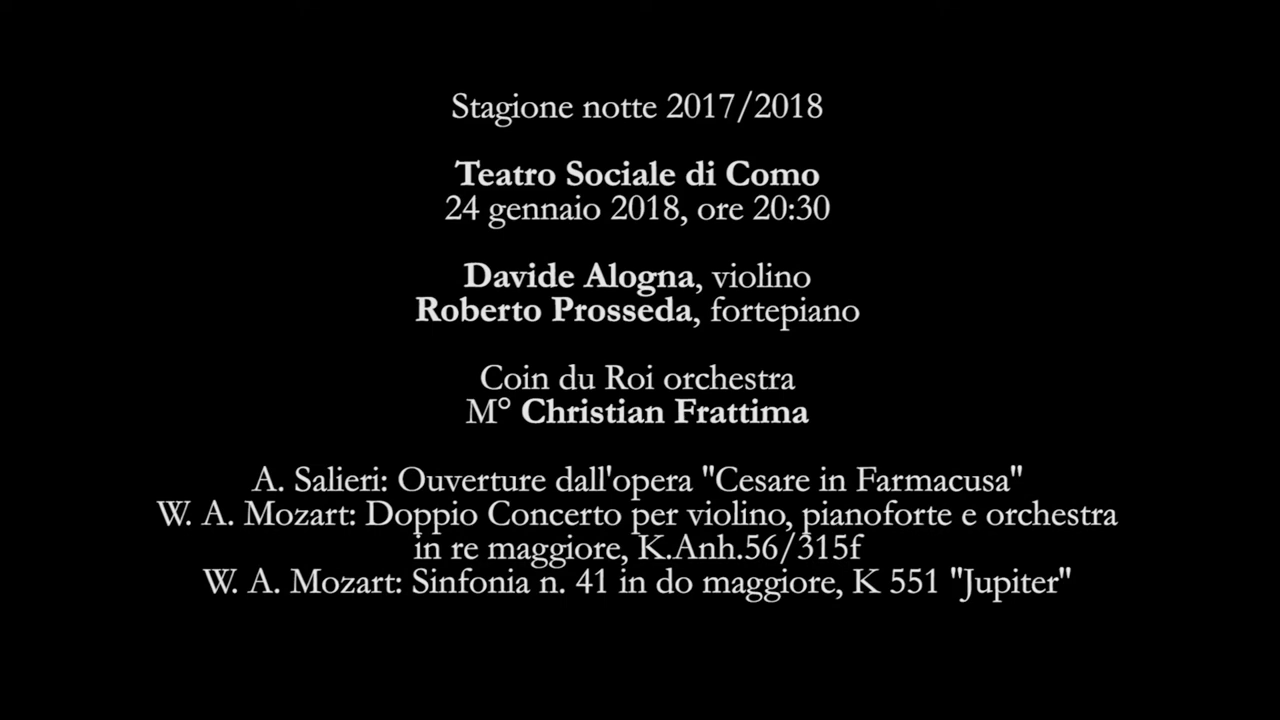 Stagione notte 2017/2018
Teatro Sociale di Como
24 gennaio 2018, ore 20:30
Davide Alogna, violino
Roberto Prosseda, fortepiano
Coin du Roi orchestra
M° Christian Frattima
A. Salieri: Ouverture dall'opera "Cesare in Farmacusa"
W. A. Mozart: Doppio Concerto per violino, pianoforte e orchestra
in re maggiore, K.Anh.56/315f
W. A. Mozart: Sinfonia n. 41 in do maggiore, K 551 "Jupiter"